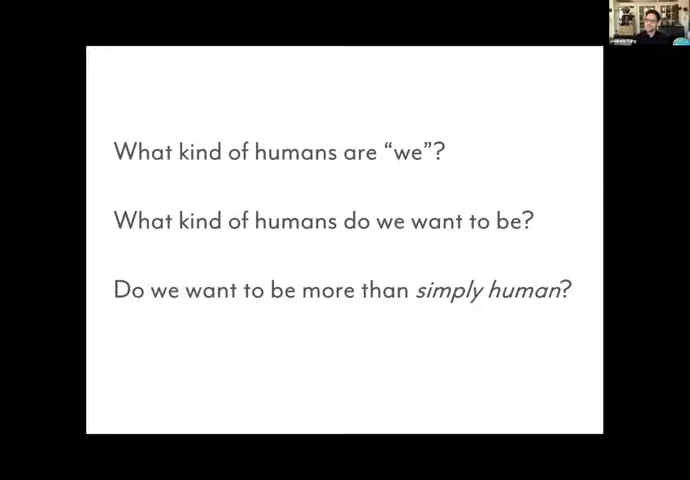 What kind of humans are “we”?
What kind of humans do we want to be?
Do we want to be more than simply human?